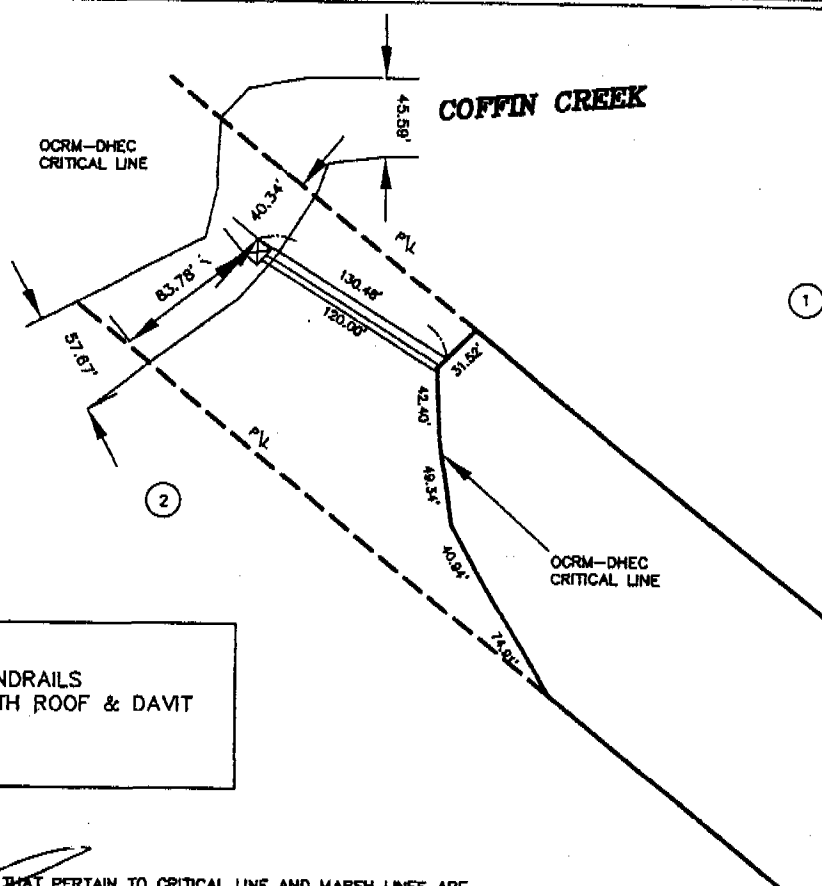 COFFIN CREEK
45.59'
OCRM-DHEC
CRITICAL LINE
40.34'
P/L
83.78'
130.48'
120.00'
1
57.67'
31.52'
42.40'
P/L
49.34'
2
OCRM-DHEC
CRITICAL LINE
40.94'
74.91'
NDRAILS
TH ROOF & DAVIT
THAT PERTAIN TO CRITICAL LINE AND MARSH LINES ARE